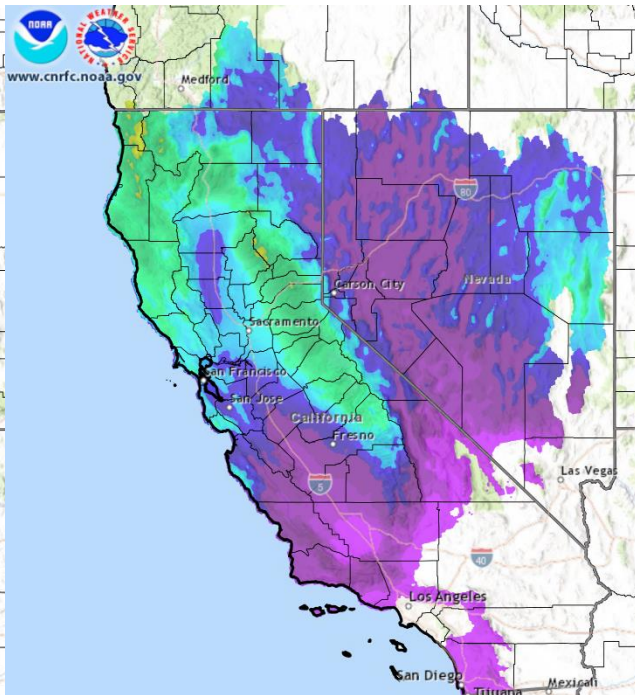 NOAA
NATIONAL WEATHER SERVICE
www.cnrfc.noaa.gov
Medford
80
Nevada
Carson City
Sacramento
San Francisco
San Jose
California
Fresno
5
Las Vegas
40
Los Angeles
San Diego
Tijuana
Mexicali